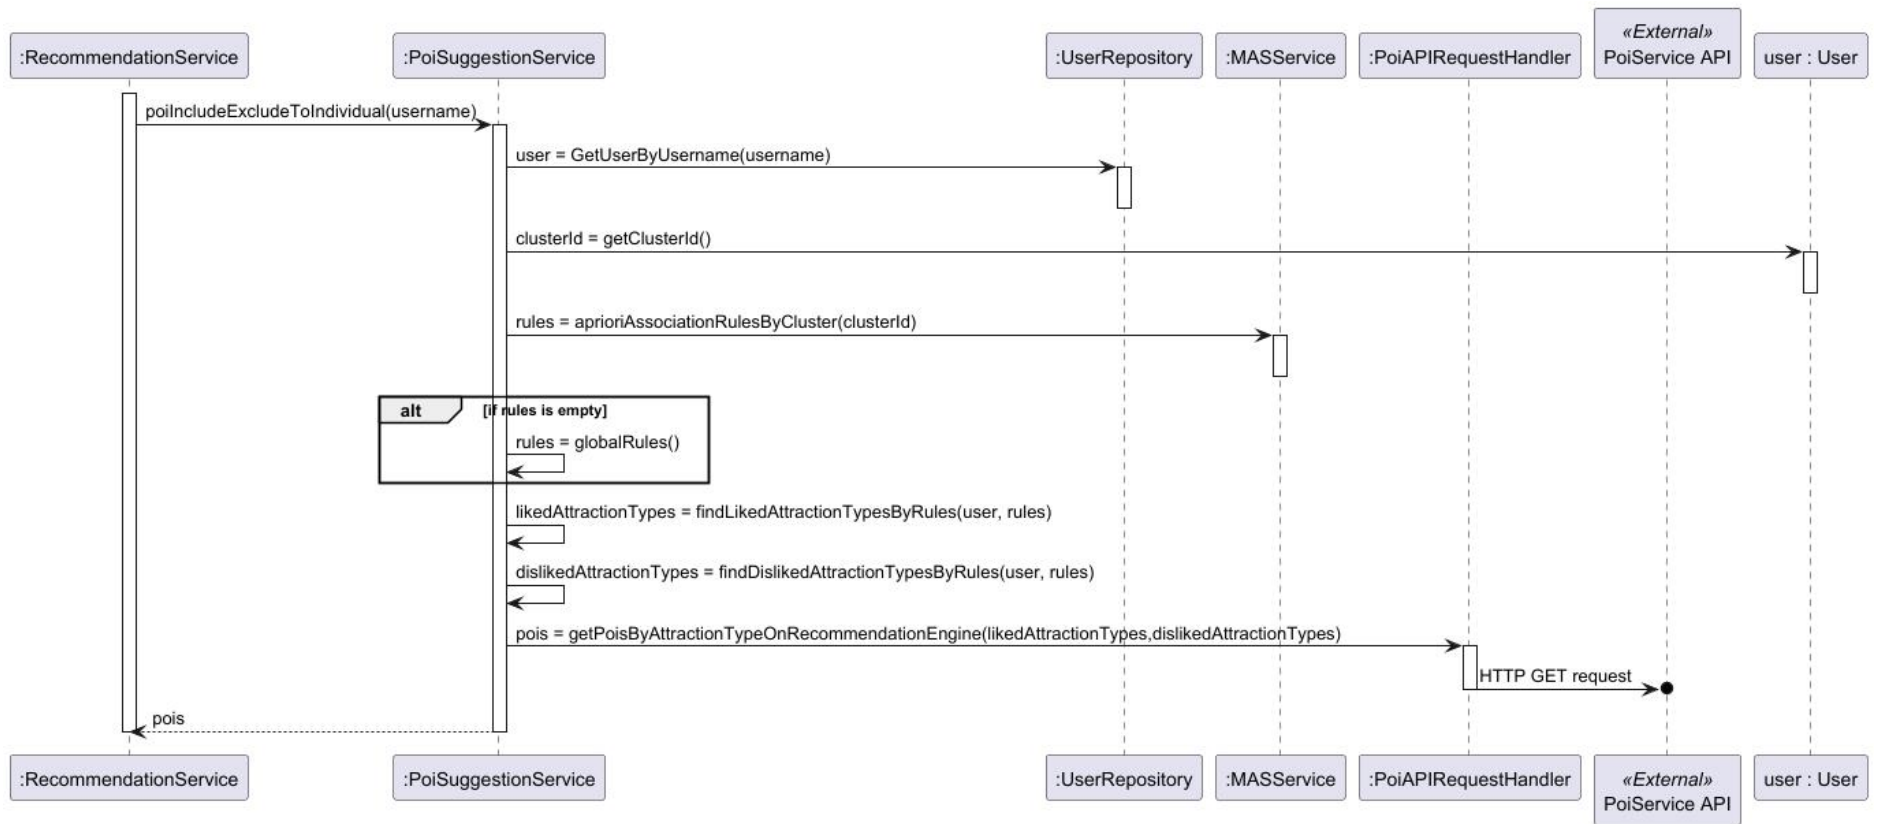 «External»
:RecommendationService :PoiSuggestionService :UserRepository :MASService :PoiAPIRequestHandler PoiService API user : User
poiIncludeExcludeToIndividual(username)
user = GetUserByUsername(username)
clusterId = getClusterId()
rules = aprioriAssociationRulesByCluster(clusterId)
alt [if rules is empty]
rules = globalRules()
likedAttractionTypes = findLikedAttractionTypesByRules(user, rules)
dislikedAttractionTypes = findDislikedAttractionTypesByRules(user, rules)
pois = getPoisByAttractionTypeOnRecommendationEngine(likedAttractionTypes,dislikedAttractionTypes)
HTTP GET request
pois
:RecommendationService :PoiSuggestionService :UserRepository :MASService :PoiAPIRequestHandler «External» user : User
PoiService API